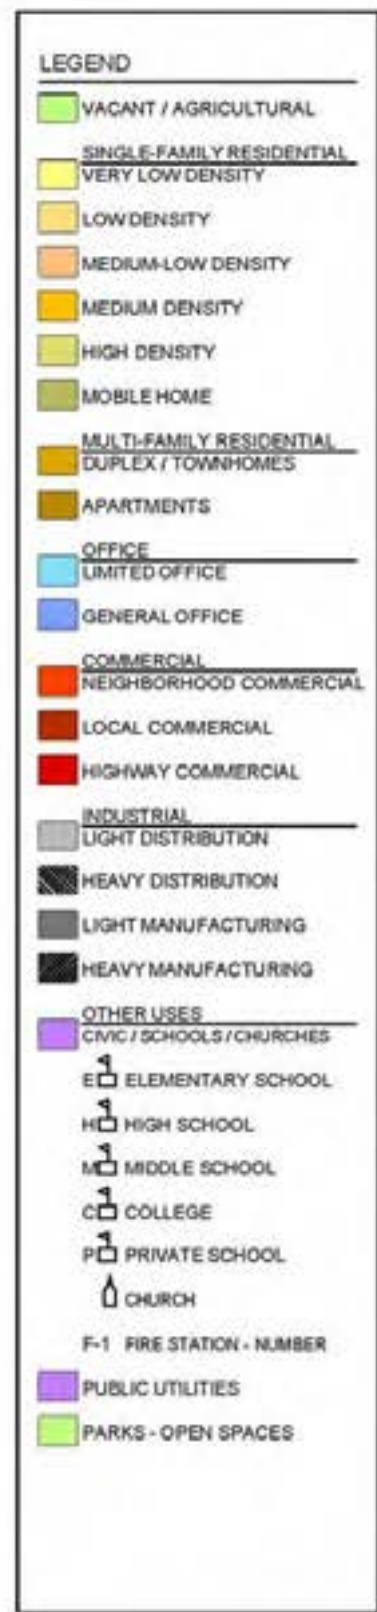 LEGEND
VACANT / AGRICULTURAL
SINGLE-FAMILY RESIDENTIAL
VERY LOW DENSITY
LOW DENSITY
MEDIUM-LOW DENSITY
MEDIUM DENSITY
HIGH DENSITY
MOBILE HOME
MULTI-FAMILY RESIDENTIAL
DUPLEX / TOWNHOMES
APARTMENTS
OFFICE
LIMITED OFFICE
GENERAL OFFICE
COMMERCIAL
NEIGHBORHOOD COMMERCIAL
LOCAL COMMERCIAL
HIGHWAY COMMERCIAL
INDUSTRIAL
LIGHT DISTRIBUTION
HEAVY DISTRIBUTION
LIGHT MANUFACTURING
HEAVY MANUFACTURING
OTHER USES
CIVIC / SCHOOLS / CHURCHES
E ELEMENTARY SCHOOL
H HIGH SCHOOL
M MIDDLE SCHOOL
C COLLEGE
P PRIVATE SCHOOL
CHURCH
F-1 FIRE STATION - NUMBER
PUBLIC UTILITIES
PARKS - OPEN SPACES